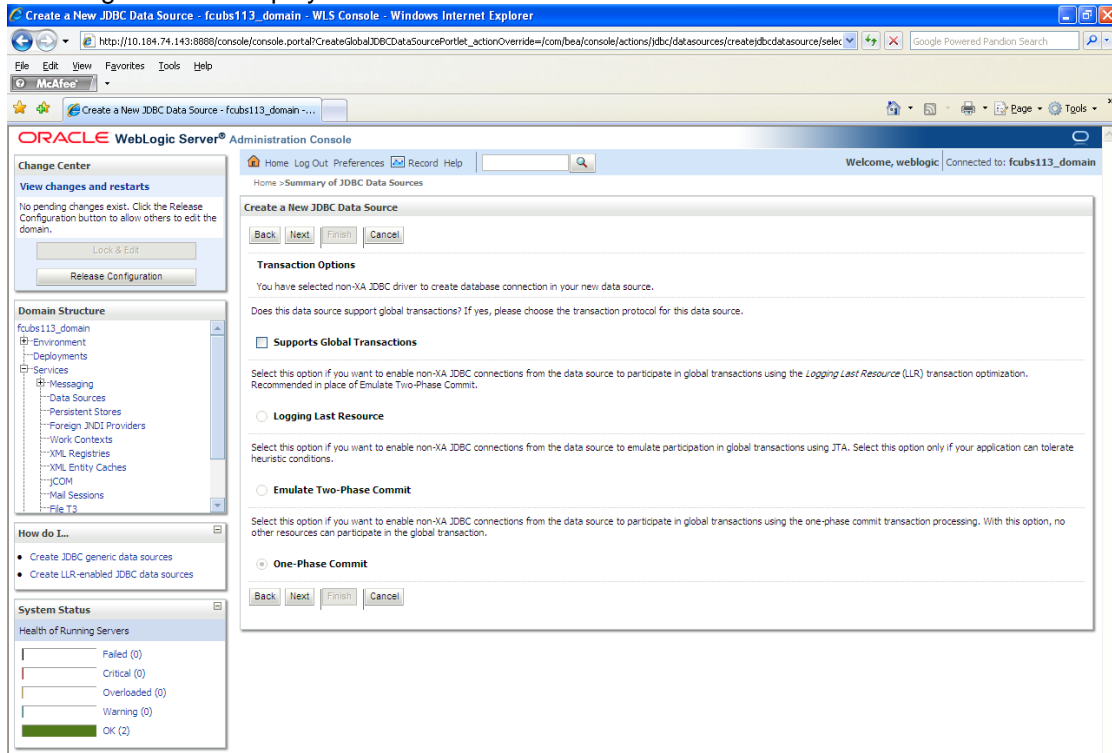 Create a New JDBC Data Source - fcubs113_domain - WLS Console - Windows Internet Explorer
http://10.184.74.143:8888/console/console.portal?CreateGlobalJDBCDataSourcePortlet_actionOverride=/com/bea/console/actions/jdbc/datasources/createjdbcdatasource/selec
Google Powered Pandion Search
File Edit View Favorites Tools Help
McAfee
Create a New JDBC Data Source - fcubs113_domain -...
Page Tools
ORACLE WebLogic Server® Administration Console
Change Center
View changes and restarts
No pending changes exist. Click the Release
Configuration button to allow others to edit the
domain.
Lock & Edit
Release Configuration
Domain Structure
fcubs113_domain
Environment
Deployments
Services
Messaging
Data Sources
Persistent Stores
Foreign JNDI Providers
Work Contexts
XML Registries
XML Entity Caches
jCOM
Mail Sessions
File T3
How do I...
Create JDBC generic data sources
Create LLR-enabled JDBC data sources
System Status
Health of Running Servers
Failed (0)
Critical (0)
Overloaded (0)
Warning (0)
OK (2)
Home Log Out Preferences Record Help
Welcome, weblogic Connected to: fcubs113_domain
Home >Summary of JDBC Data Sources
Create a New JDBC Data Source
Back Next Finish Cancel
Transaction Options
You have selected non-XA JDBC driver to create database connection in your new data source.
Does this data source support global transactions? If yes, please choose the transaction protocol for this data source.
Supports Global Transactions
Select this option if you want to enable non-XA JDBC connections from the data source to participate in global transactions using the Logging Last Resource (LLR) transaction optimization.
Recommended in place of Emulate Two-Phase Commit.
Logging Last Resource
Select this option if you want to enable non-XA JDBC connections from the data source to emulate participation in global transactions using JTA. Select this option only if your application can tolerate
heuristic conditions.
Emulate Two-Phase Commit
Select this option if you want to enable non-XA JDBC connections from the data source to participate in global transactions using the one-phase commit transaction processing. With this option, no
other resources can participate in the global transaction.
One-Phase Commit
Back Next Finish Cancel